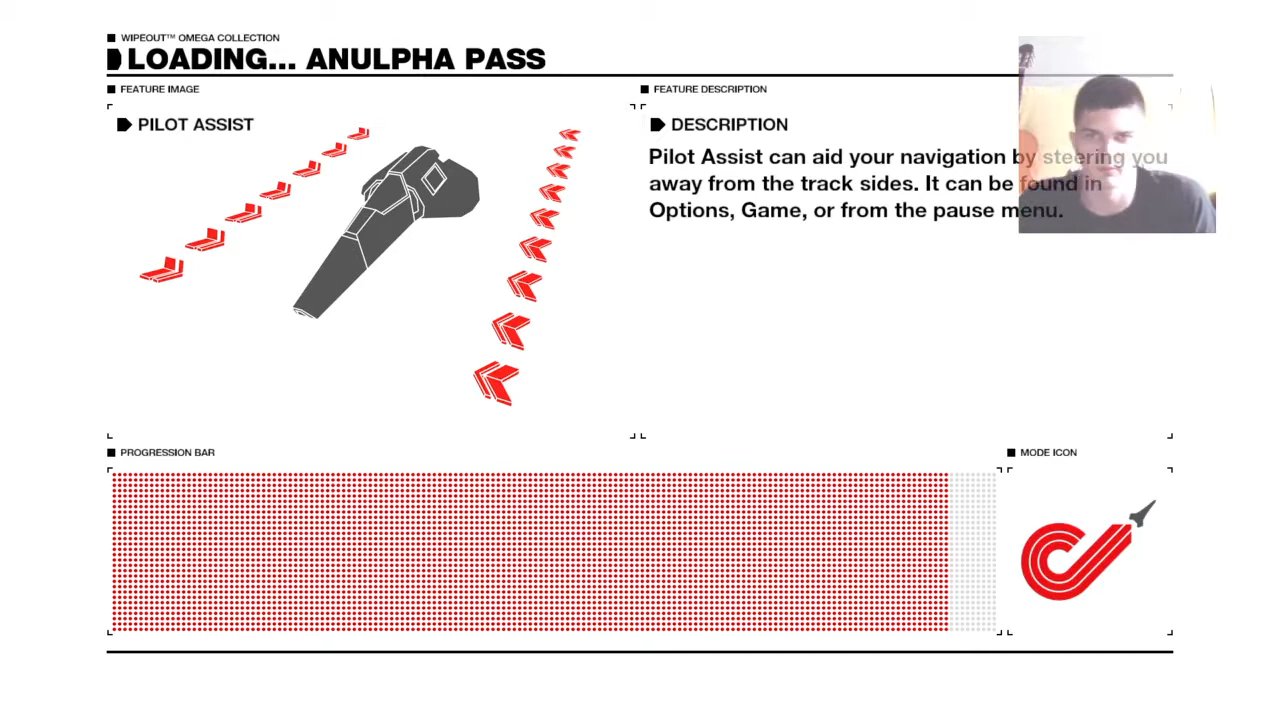 WIPEOUT™ OMEGA COLLECTION
LOADING... ANULPHA PASS
FEATURE IMAGE
PILOT ASSIST
FEATURE DESCRIPTION
DESCRIPTION
Pilot Assist can aid your navigation by steering you
away from the track sides. It can be found in
Options, Game, or from the pause menu.
PROGRESSION BAR
MODE ICON